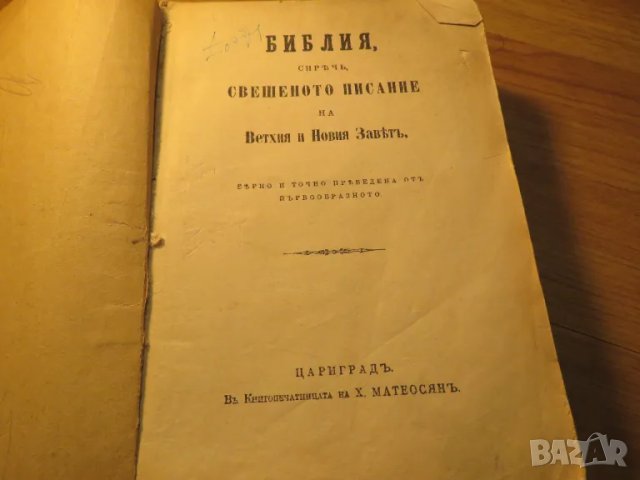 БИБЛИЯ,
СИРѢЧЬ,
СВЕЩЕНОТО ПИСАНИЕ
НА
Ветхия и Новия Завѣтъ,
ВѢРНО И ТОЧНО ПРѢВЕДЕНА ОТЪ
ПЪРВООБРАЗНОТО.
ЦАРИГРАДЪ.
Въ Книгопечатницата на Х. МАТЕОСЯНЪ.
BAZAR